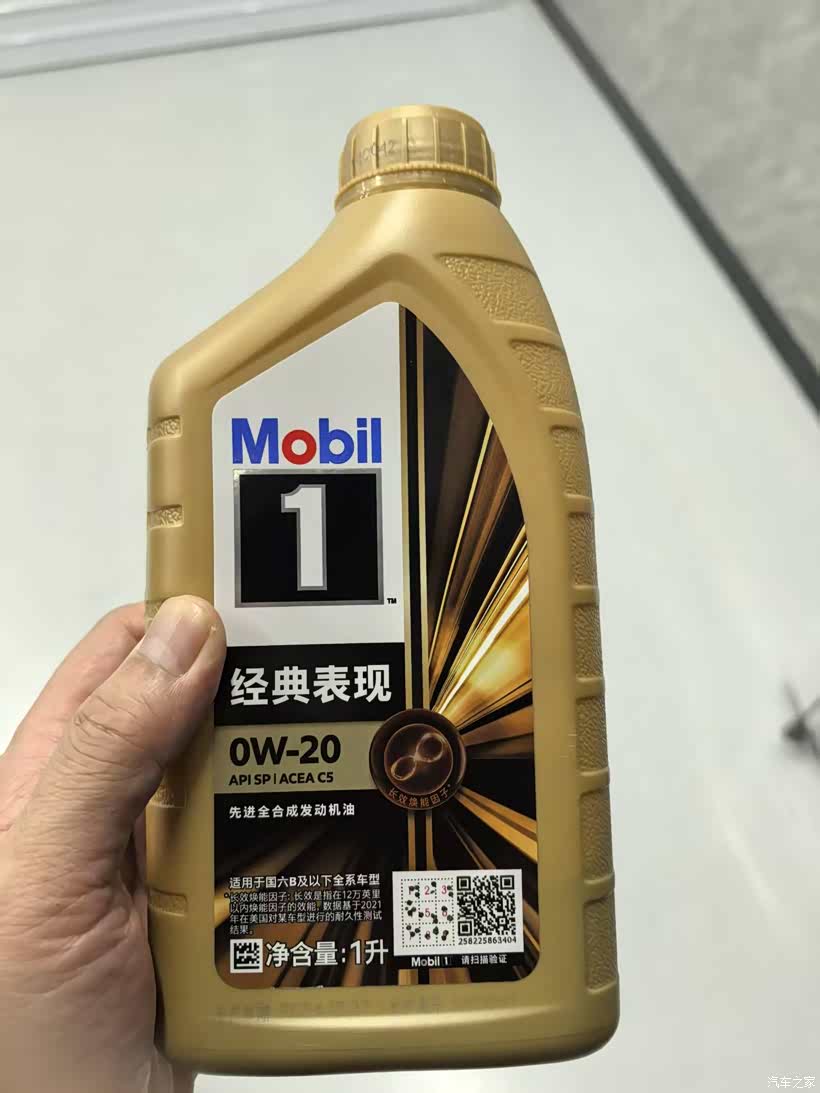 Mobil
1
TM
经典表现
0W-20
API SP | ACEA C5
长效焕能因子*
先进全合成发动机油
适用于国六B及以下全系车型
*长效焕能因子:长效是指在12万英里
以内焕能因子的效能,数据基于2021
年在美国对某车型进行的耐久性测试
结果。
净含量:1升
258225863404
Mobil 1 请扫描验证
汽车之家